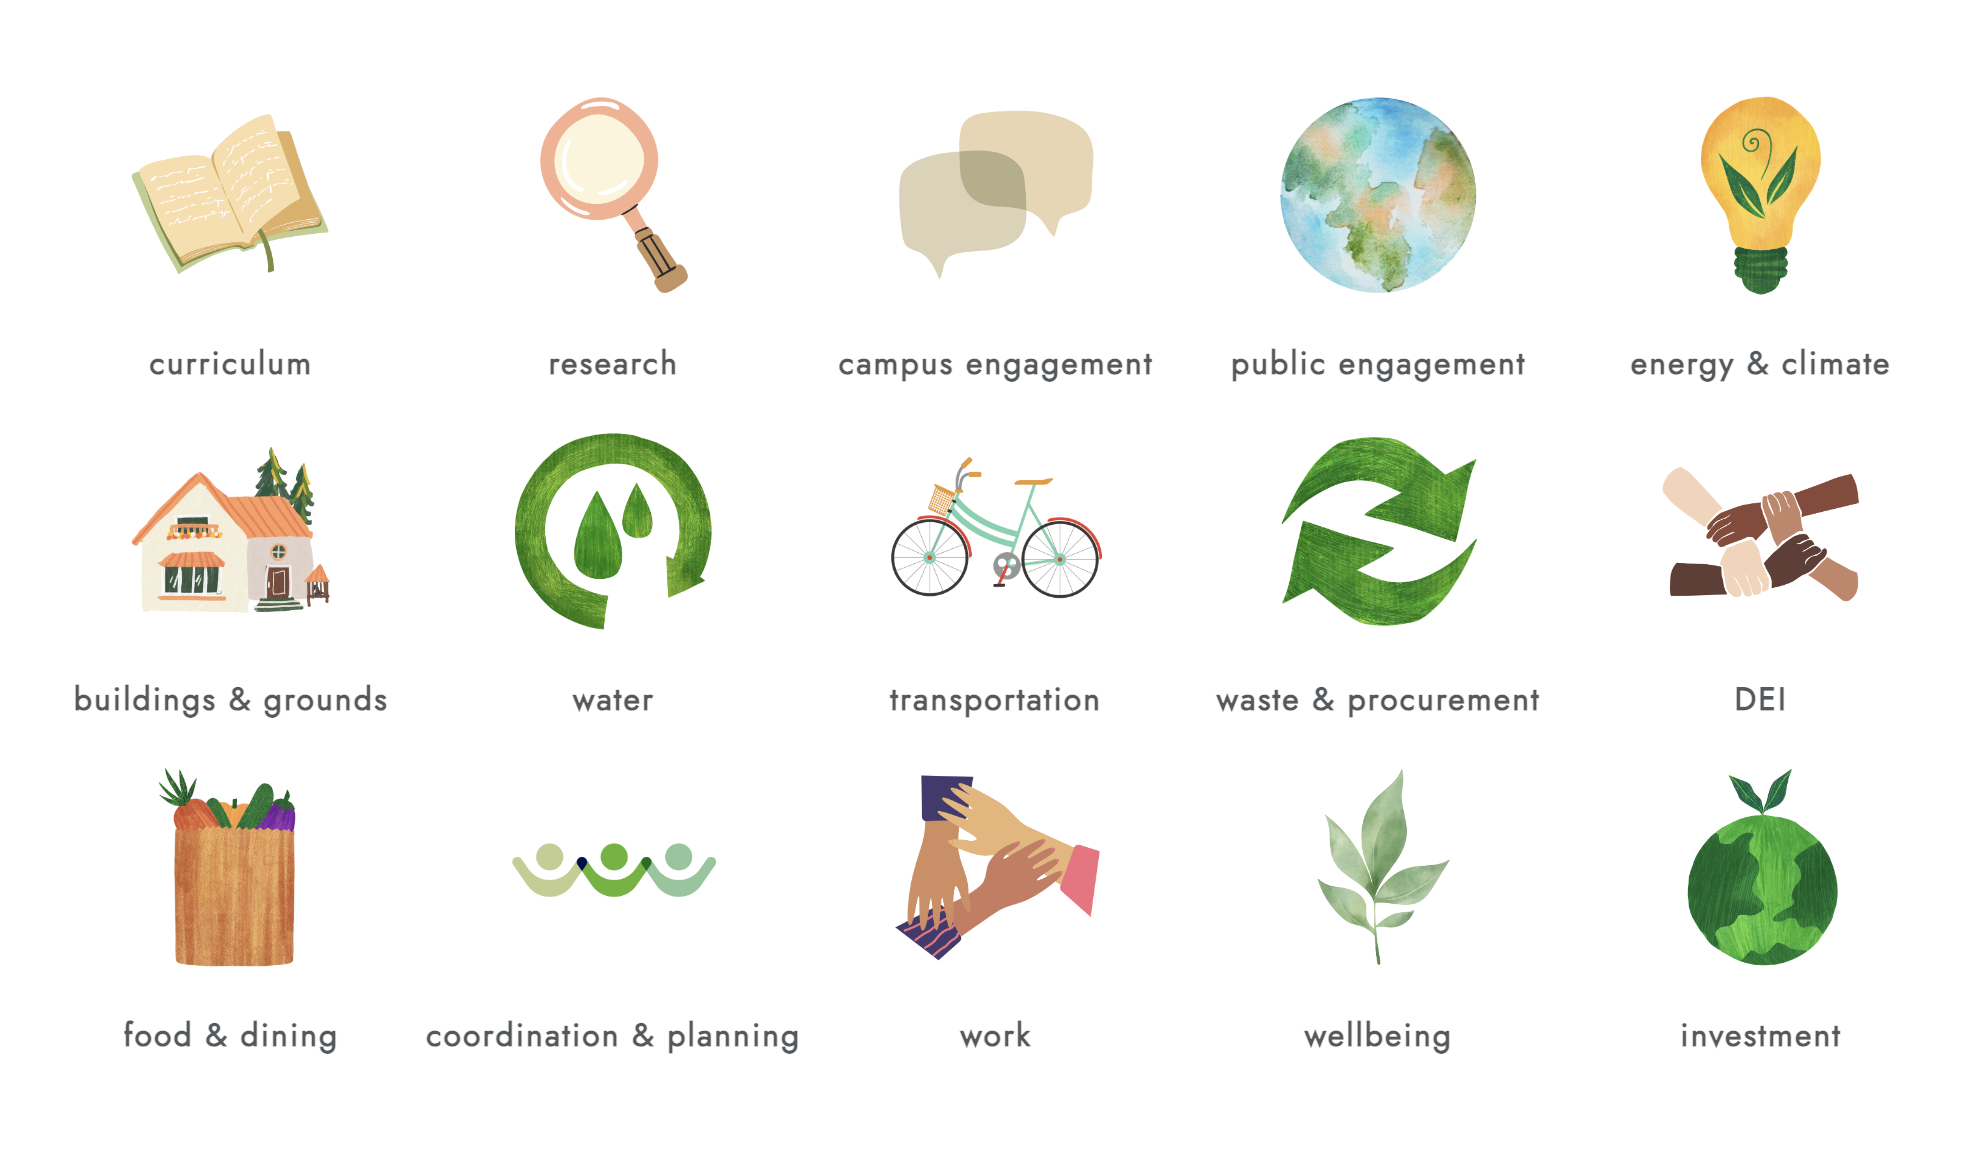 curriculum
research
campus engagement
public engagement
energy & climate
buildings & grounds
water
transportation
waste & procurement
DEI
food & dining
coordination & planning
work
wellbeing
investment